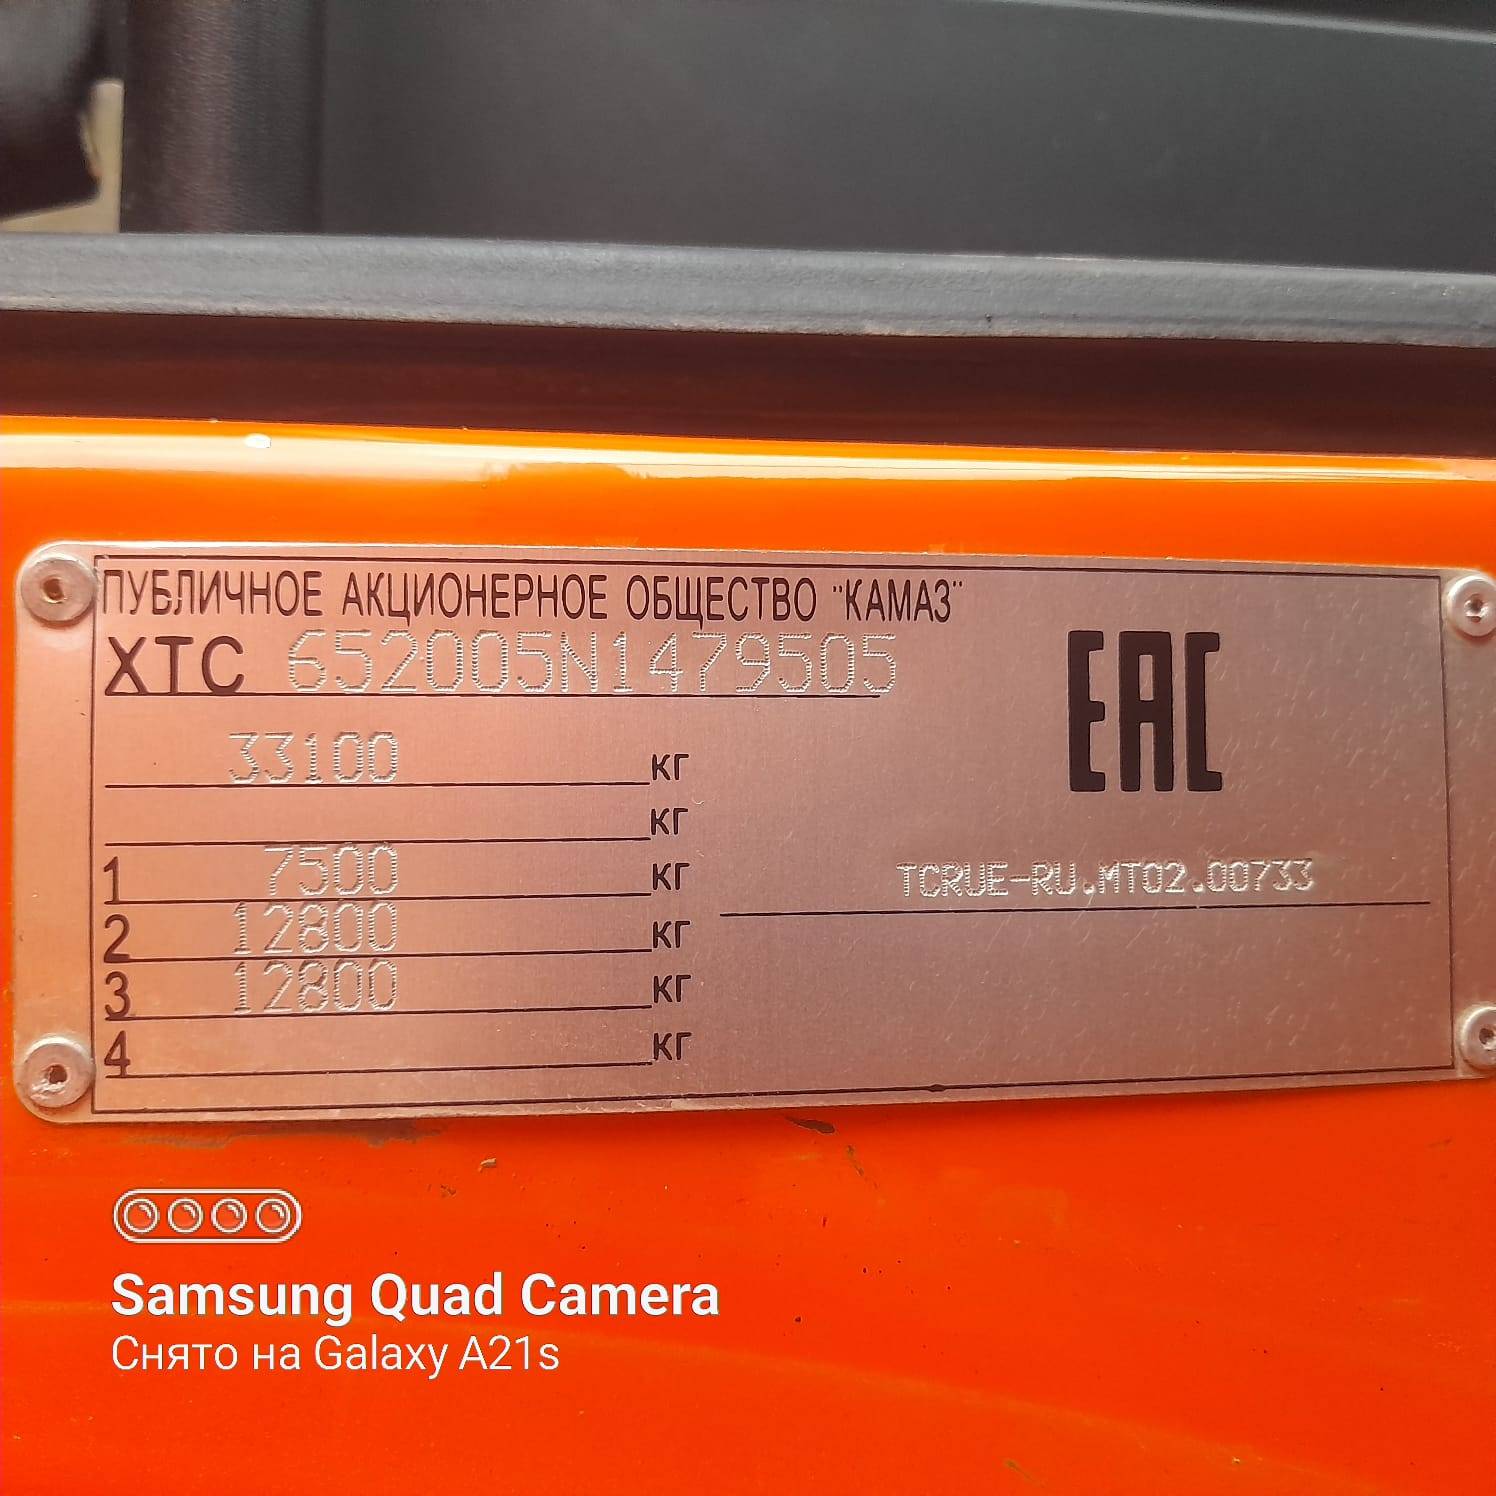 ПУБЛИЧНОЕ АКЦИОНЕРНОЕ ОБЩЕСТВО "КАМАЗ"
XTC 652005N1479505
EAC
33100 кг
кг
1 7500 кг
TCRUE-RU.MT02.00733
2 12800 кг
3 12800 кг
4 кг
Samsung Quad Camera
Снято на Galaxy A21s